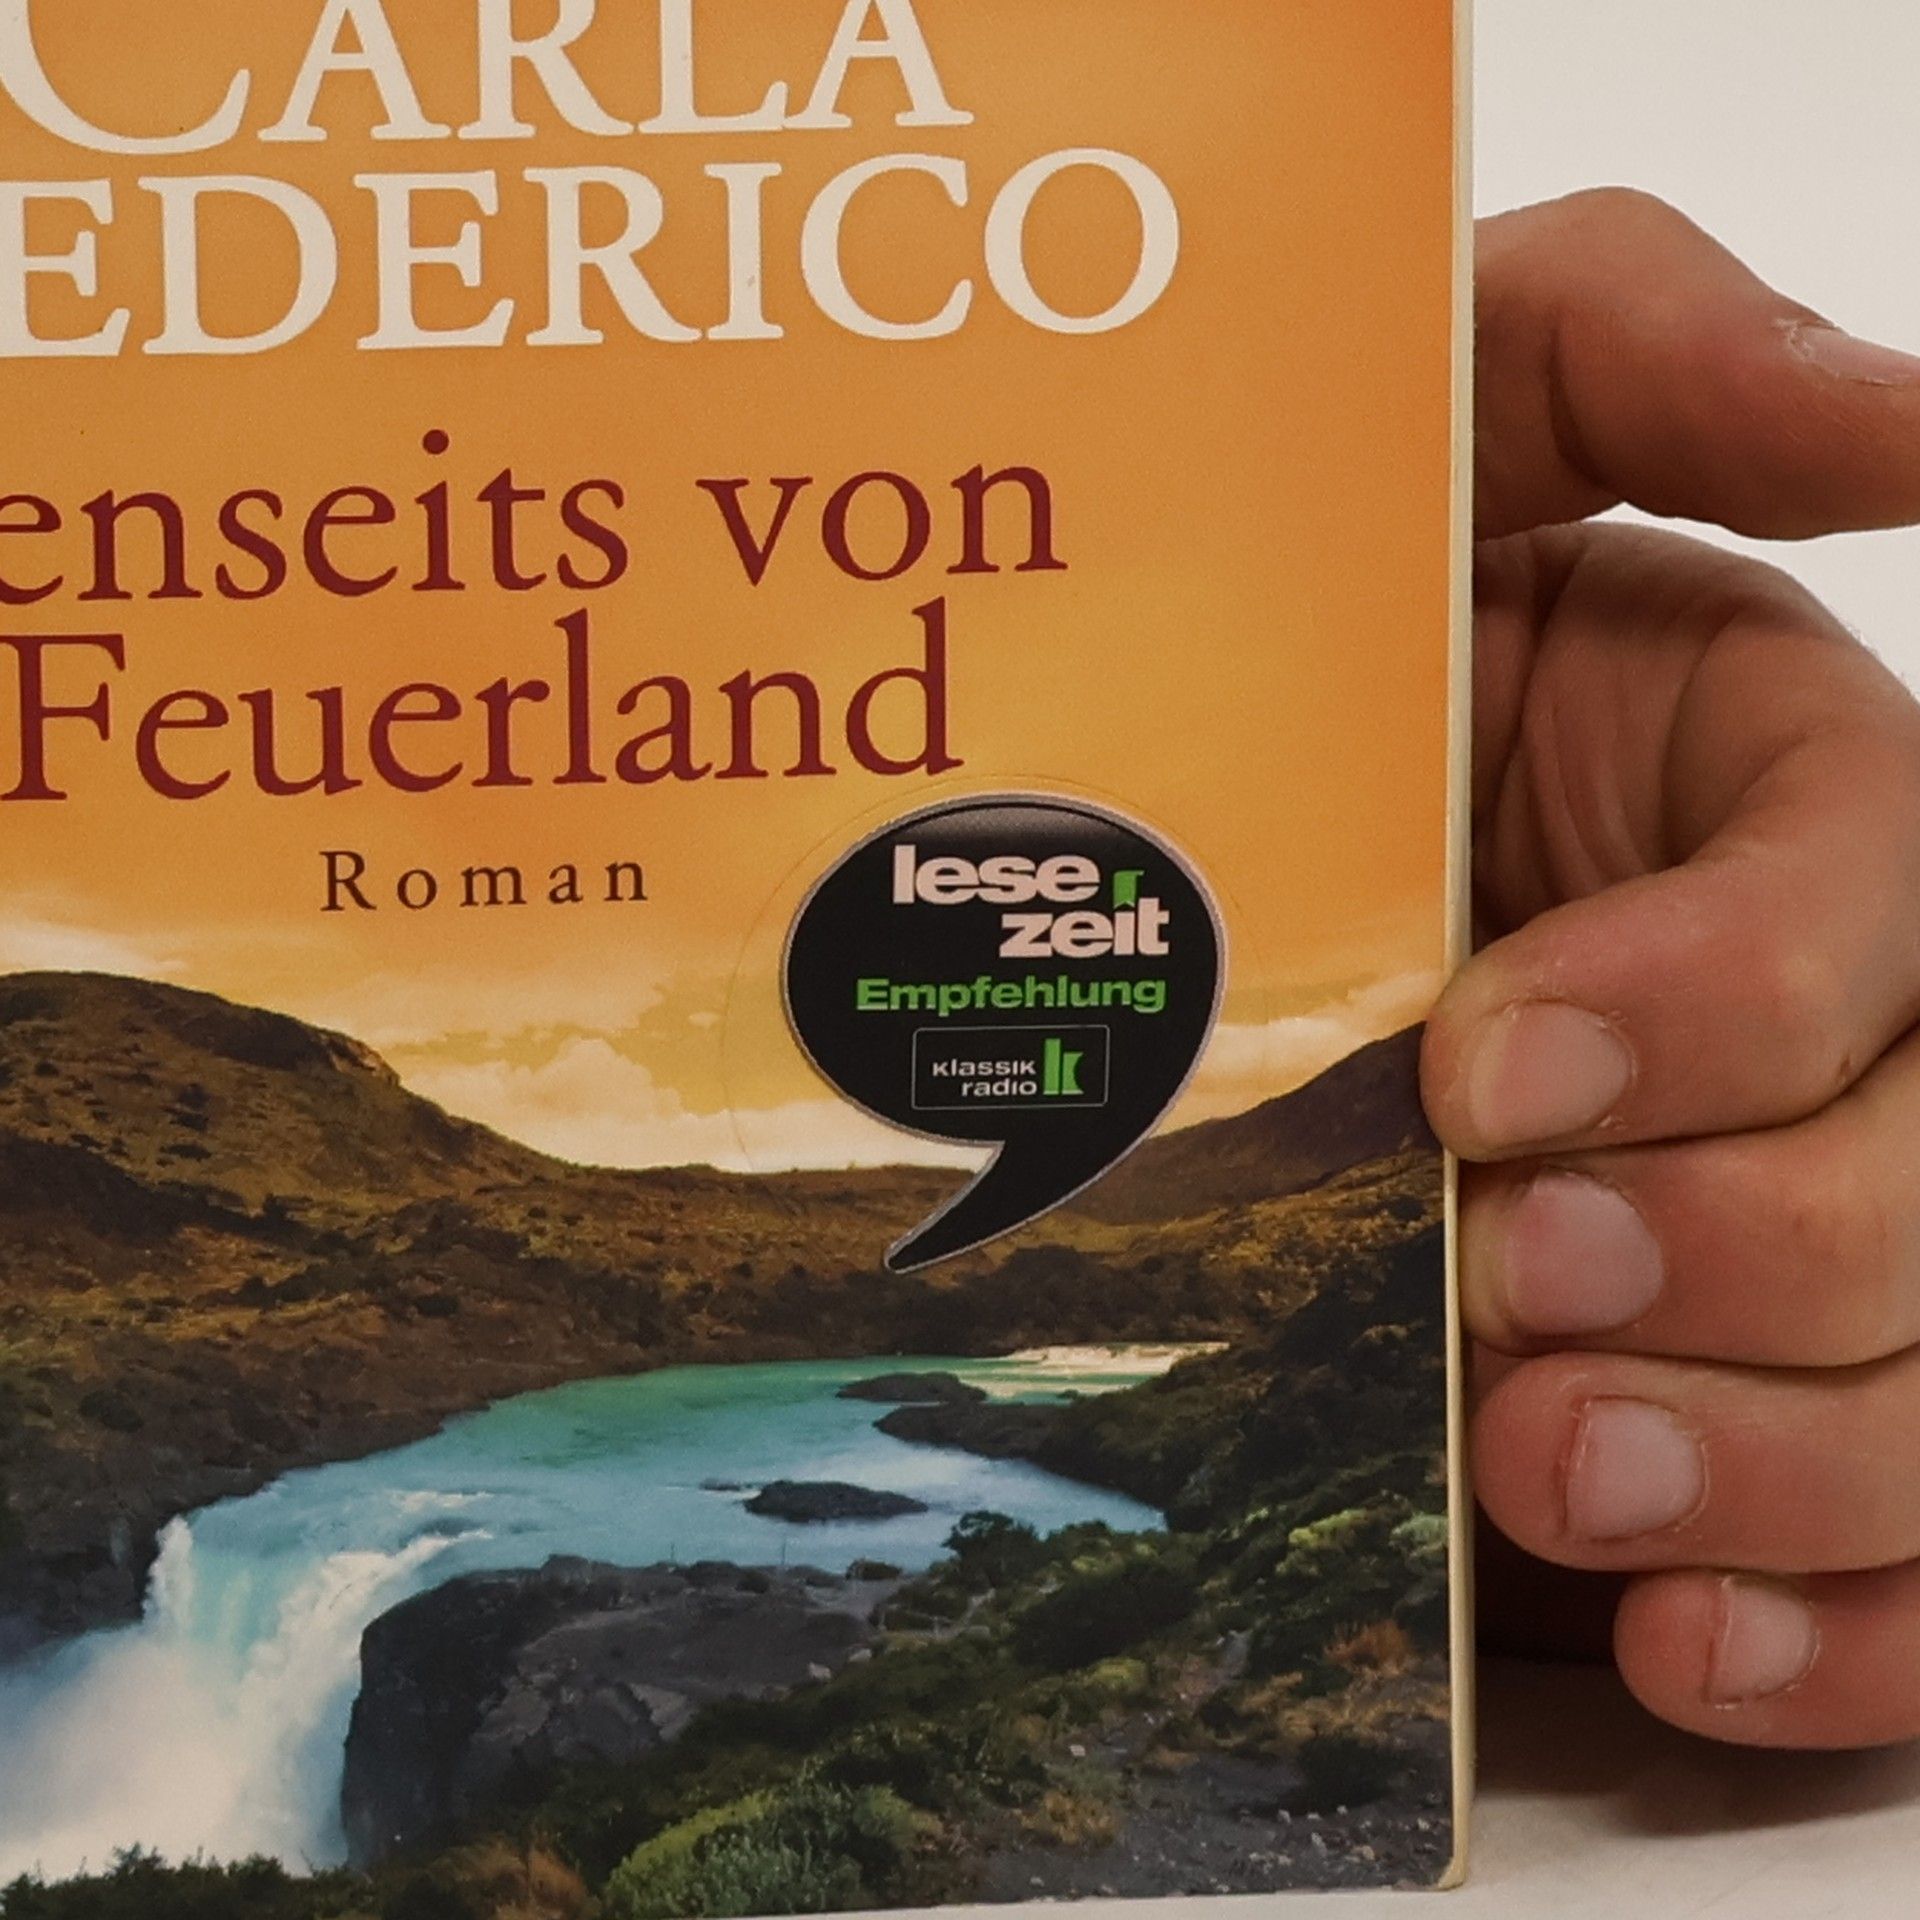 CARLA
EDERICO
enseits von
Feuerland
Roman
lese
zeit
Empfehlung
klassik
radio